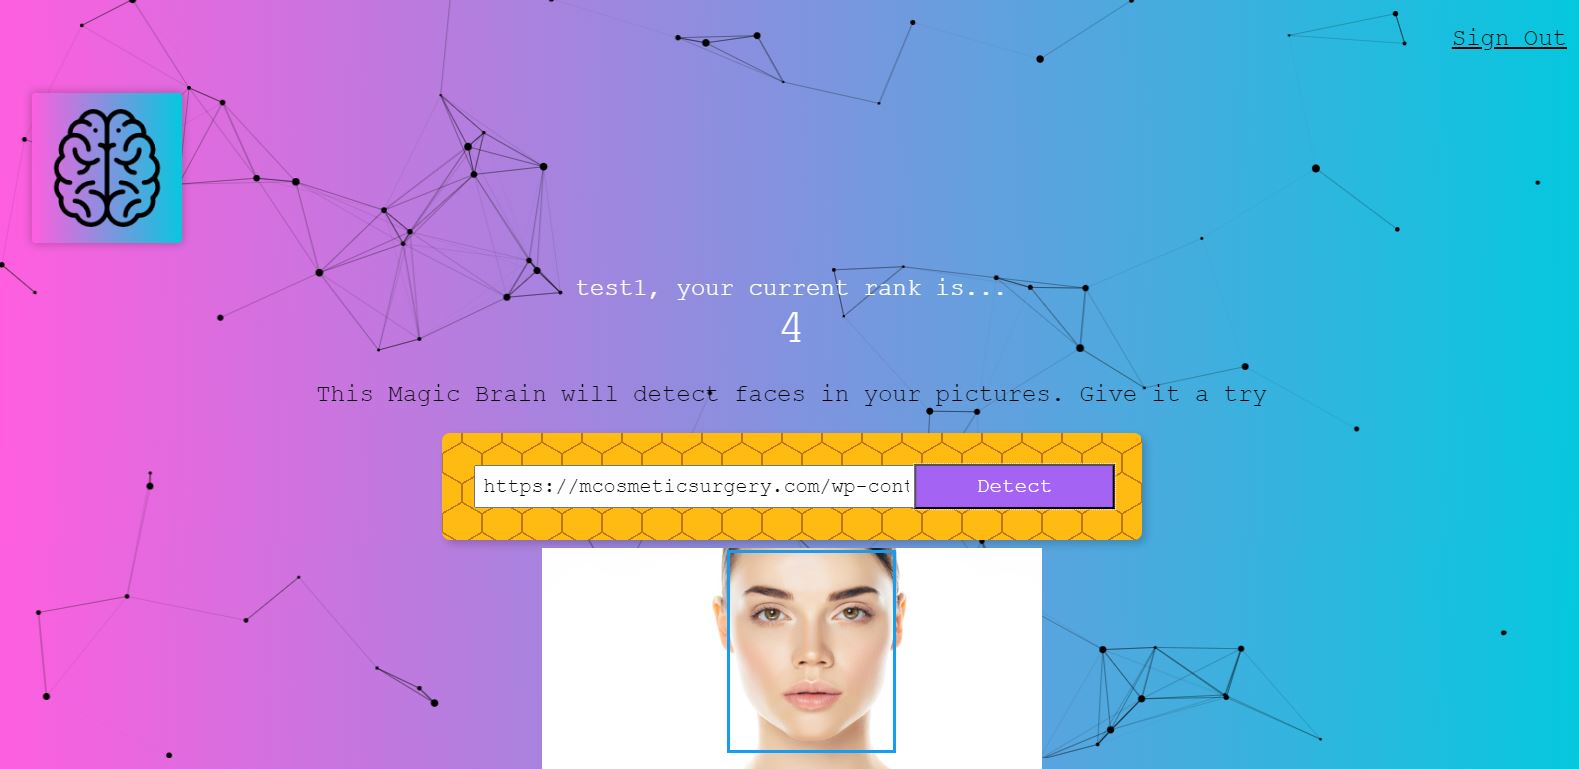 Sign Out
test1, your current rank is...
4
This Magic Brain will detect faces in your pictures. Give it a try
https://mcosmeticsurgery.com/wp-cont
Detect